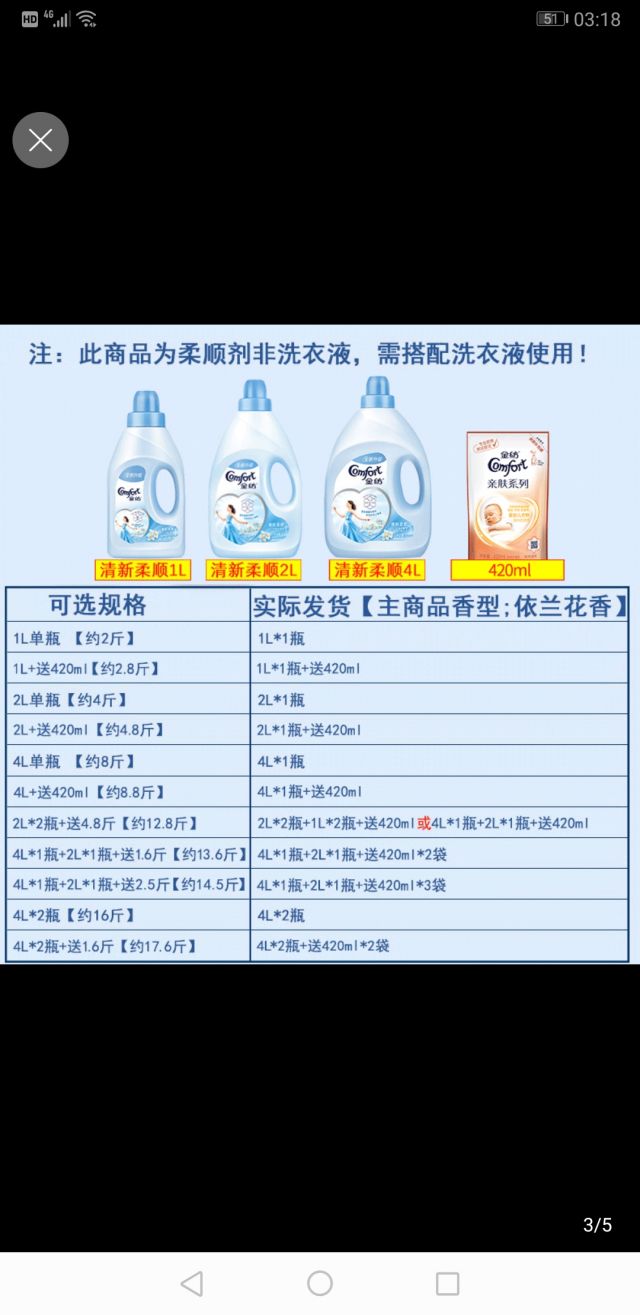 HD 4G 51 03:18
注：此商品为柔顺剂非洗衣液，需搭配洗衣液使用！
Comfort
金纺
Comfort
金纺
Comfort
金纺
金纺
Comfort
亲肤系列
清新柔顺1L 清新柔顺2L 清新柔顺4L 420ml
可选规格 实际发货【主商品香型;依兰花香】
1L单瓶 【约2斤】 1L*1瓶
1L+送420ml【约2.8斤】 1L*1瓶+送420ml
2L单瓶【约4斤】 2L*1瓶
2L+送420ml【约4.8斤】 2L*1瓶+送420ml
4L单瓶 【约8斤】 4L*1瓶
4L+送420ml【约8.8斤】 4L*1瓶+送420ml
2L*2瓶+送4.8斤【约12.8斤】 2L*2瓶+1L*2瓶+送420ml或4L*1瓶+2L*1瓶+送420ml
4L*1瓶+2L*1瓶+送1.6斤【约13.6斤】 4L*1瓶+2L*1瓶+送420ml*2袋
4L*1瓶+2L*1瓶+送2.5斤【约14.5斤】 4L*1瓶+2L*1瓶+送420ml*3袋
4L*2瓶【约16斤】 4L*2瓶
4L*2瓶+送1.6斤【约17.6斤】 4L*2瓶+送420ml*2袋
3/5